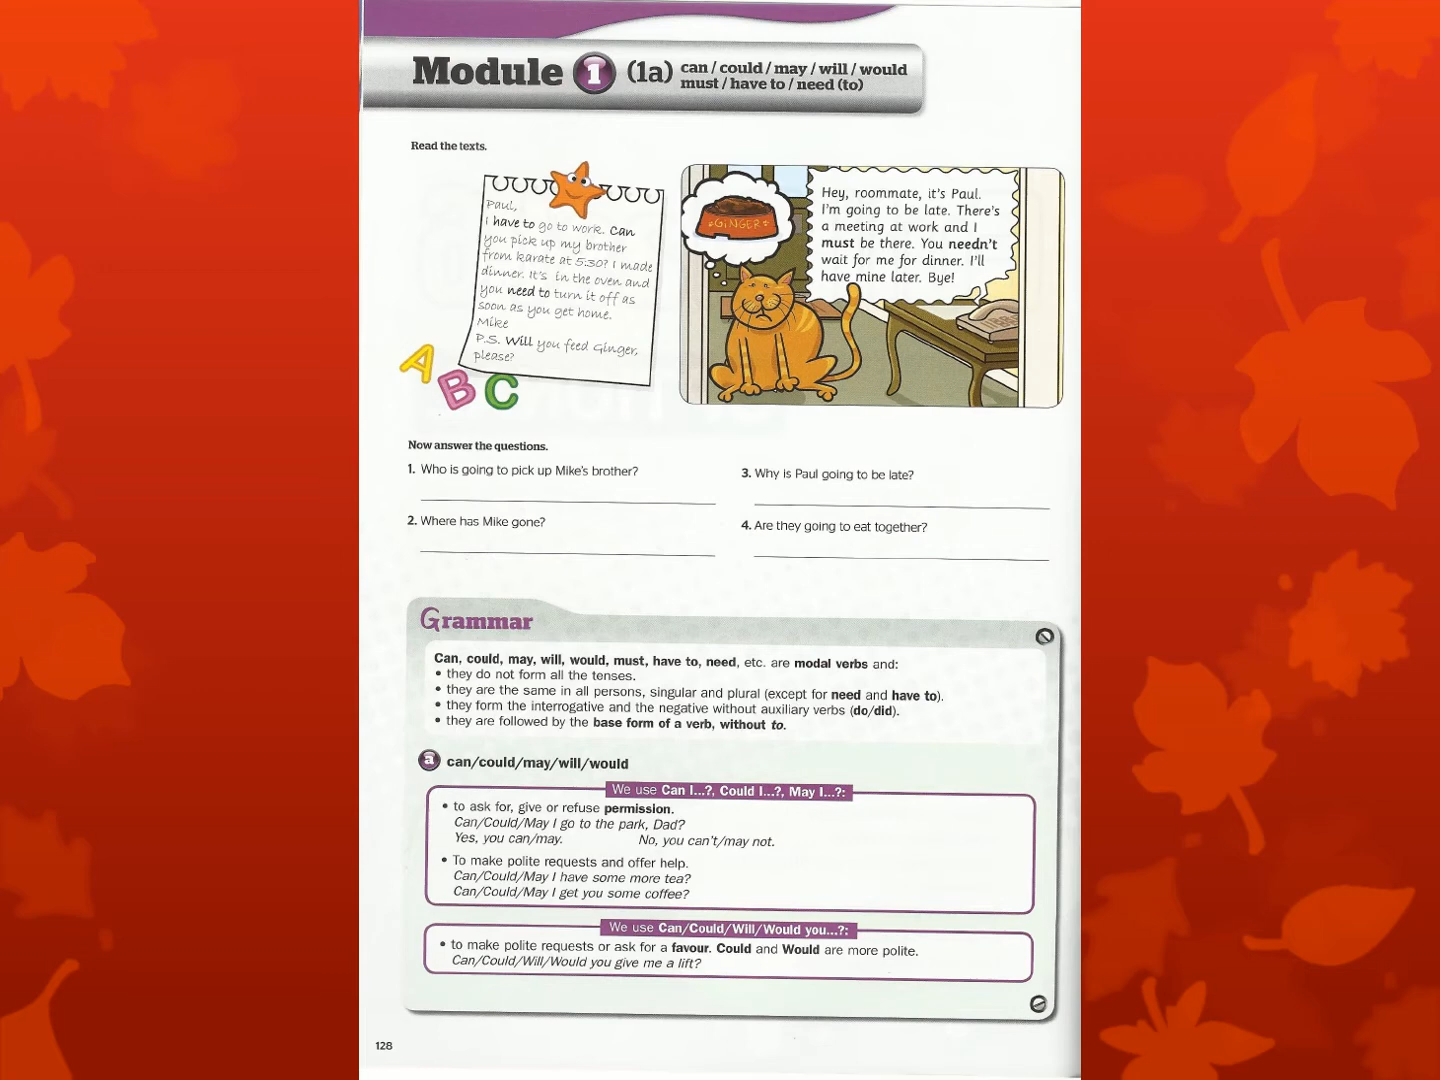 Module 1 (1a) can / could / may / will / would
must / have to / need (to)
Read the texts.
Paul,
I have to go to work. Can
you pick up my brother
from karate at 5:30? I made
dinner. It's in the oven and
you need to turn it off as
soon as you get home.
Mike
P.S. Will you feed Ginger,
please?
A
B
C
GINGER
Hey, roommate, it's Paul.
I'm going to be late. There's
a meeting at work and I
must be there. You needn't
wait for me for dinner. I'll
have mine later. Bye!
Now answer the questions.
1. Who is going to pick up Mike's brother?
2. Where has Mike gone?
3. Why is Paul going to be late?
4. Are they going to eat together?
Grammar
Can, could, may, will, would, must, have to, need, etc. are modal verbs and:
• they do not form all the tenses.
• they are the same in all persons, singular and plural (except for need and have to).
• they form the interrogative and the negative without auxiliary verbs (do/did).
• they are followed by the base form of a verb, without to.
a can/could/may/will/would
We use Can I...?, Could I...?, May I...?:
• to ask for, give or refuse permission.
Can/Could/May I go to the park, Dad?
Yes, you can/may. No, you can't/may not.
• To make polite requests and offer help.
Can/Could/May I have some more tea?
Can/Could/May I get you some coffee?
We use Can/Could/Will/Would you...?:
• to make polite requests or ask for a favour. Could and Would are more polite.
Can/Could/Will/Would you give me a lift?
128